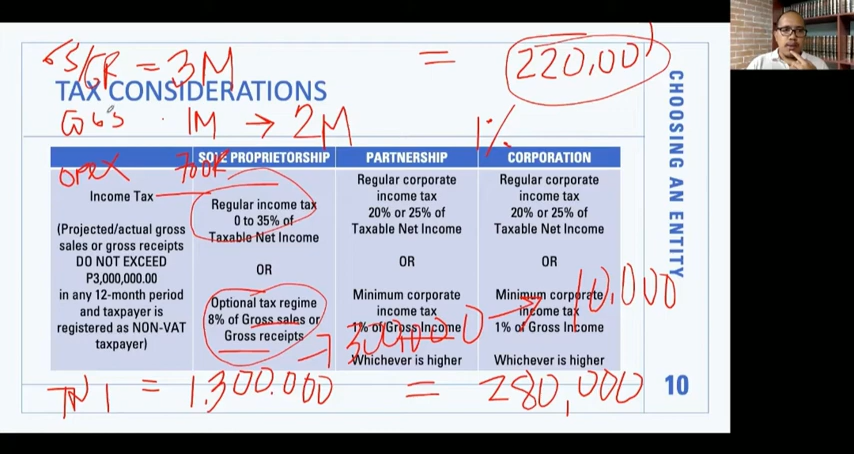 GS/GR = 3M = 220,00
TAX CONSIDERATIONS
COGS 1M → 2M 1%
OPEX 700K
SOLE PROPRIETORSHIP
PARTNERSHIP
CORPORATION
Income Tax
(Projected/actual gross
sales or gross receipts
DO NOT EXCEED
P3,000,000.00
in any 12-month period
and taxpayer is
registered as NON-VAT
taxpayer)
Regular income tax
0 to 35% of
Taxable Net Income
OR
Optional tax regime
8% of Gross sales or
Gross receipts
Regular corporate
income tax
20% or 25% of
Taxable Net Income
OR
Minimum corporate
income tax
1% of Gross Income
Whichever is higher
Regular corporate
income tax
20% or 25% of
Taxable Net Income
OR
Minimum corporate
income tax
1% of Gross Income
Whichever is higher
10.000
TNI = 1.300.000 = 280,000
CHOOSING AN ENTITY
10